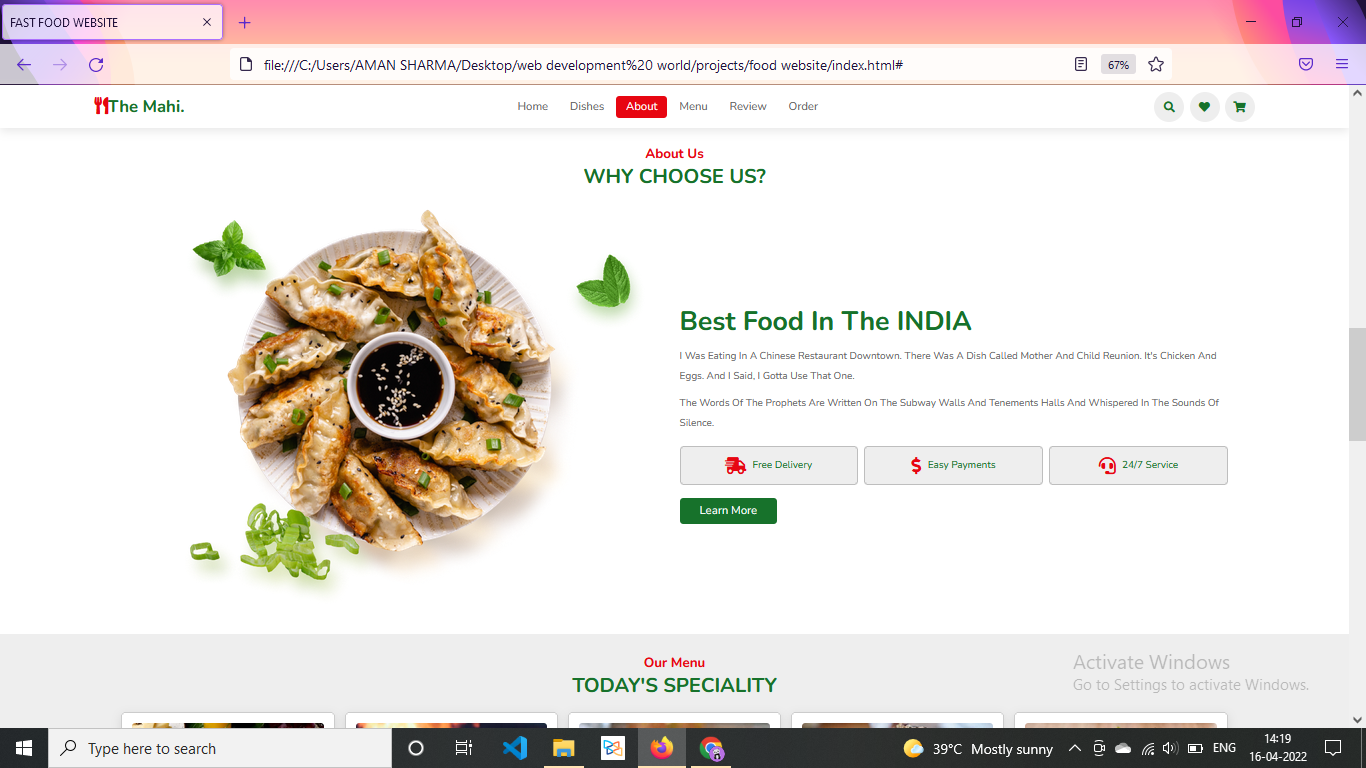 FAST FOOD WEBSITE
file:///C:/Users/AMAN SHARMA/Desktop/web development%20 world/projects/food website/index.html#
67%
The Mahi.
Home Dishes About Menu Review Order
About Us
WHY CHOOSE US?
Best Food In The INDIA
I Was Eating In A Chinese Restaurant Downtown. There Was A Dish Called Mother And Child Reunion. It's Chicken And
Eggs. And I Said, I Gotta Use That One.
The Words Of The Prophets Are Written On The Subway Walls And Tenements Halls And Whispered In The Sounds Of
Silence.
Free Delivery Easy Payments 24/7 Service
Learn More
Our Menu
TODAY'S SPECIALITY
Activate Windows
Go to Settings to activate Windows.
Type here to search
39°C Mostly sunny
ENG
14:19
16-04-2022